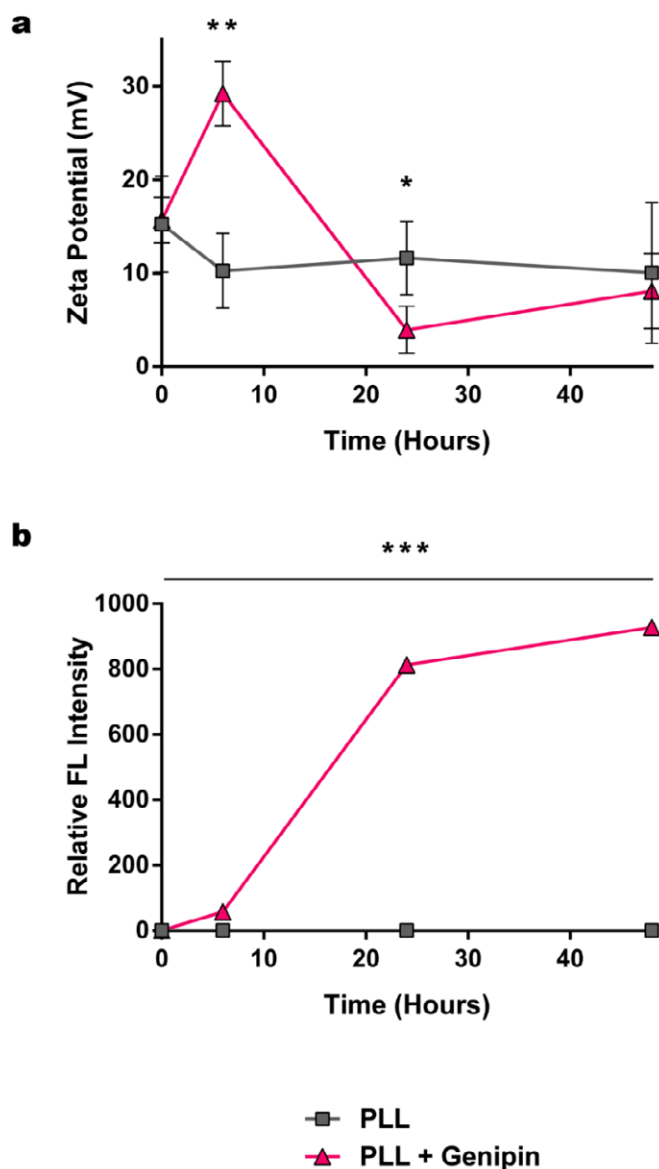 a
**
*
30
20
10
0
Zeta Potential (mV)
0 10 20 30 40
Time (Hours)
b
***
1000
800
600
400
200
0
Relative FL Intensity
0 10 20 30 40
Time (Hours)
PLL
PLL + Genipin